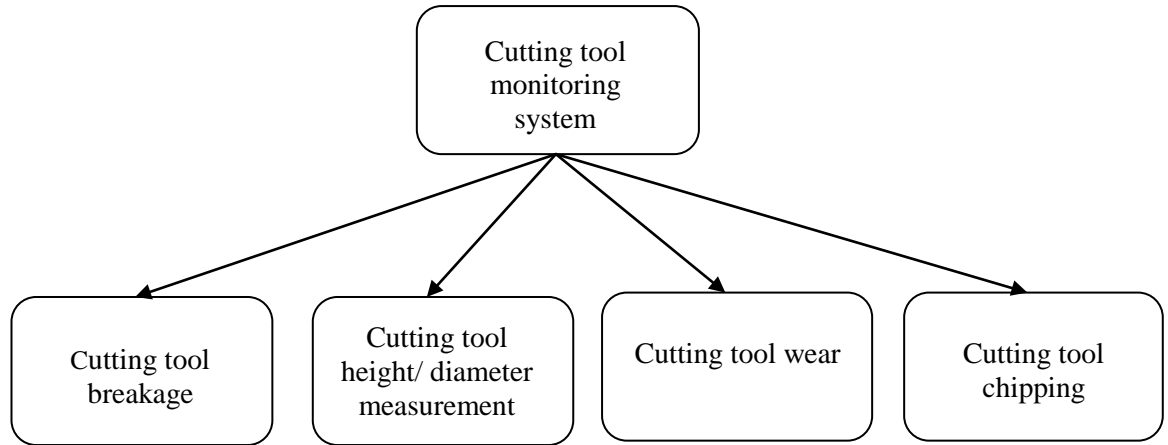 Cutting tool
monitoring
system
Cutting tool
breakage
Cutting tool
height/ diameter
measurement
Cutting tool wear
Cutting tool
chipping